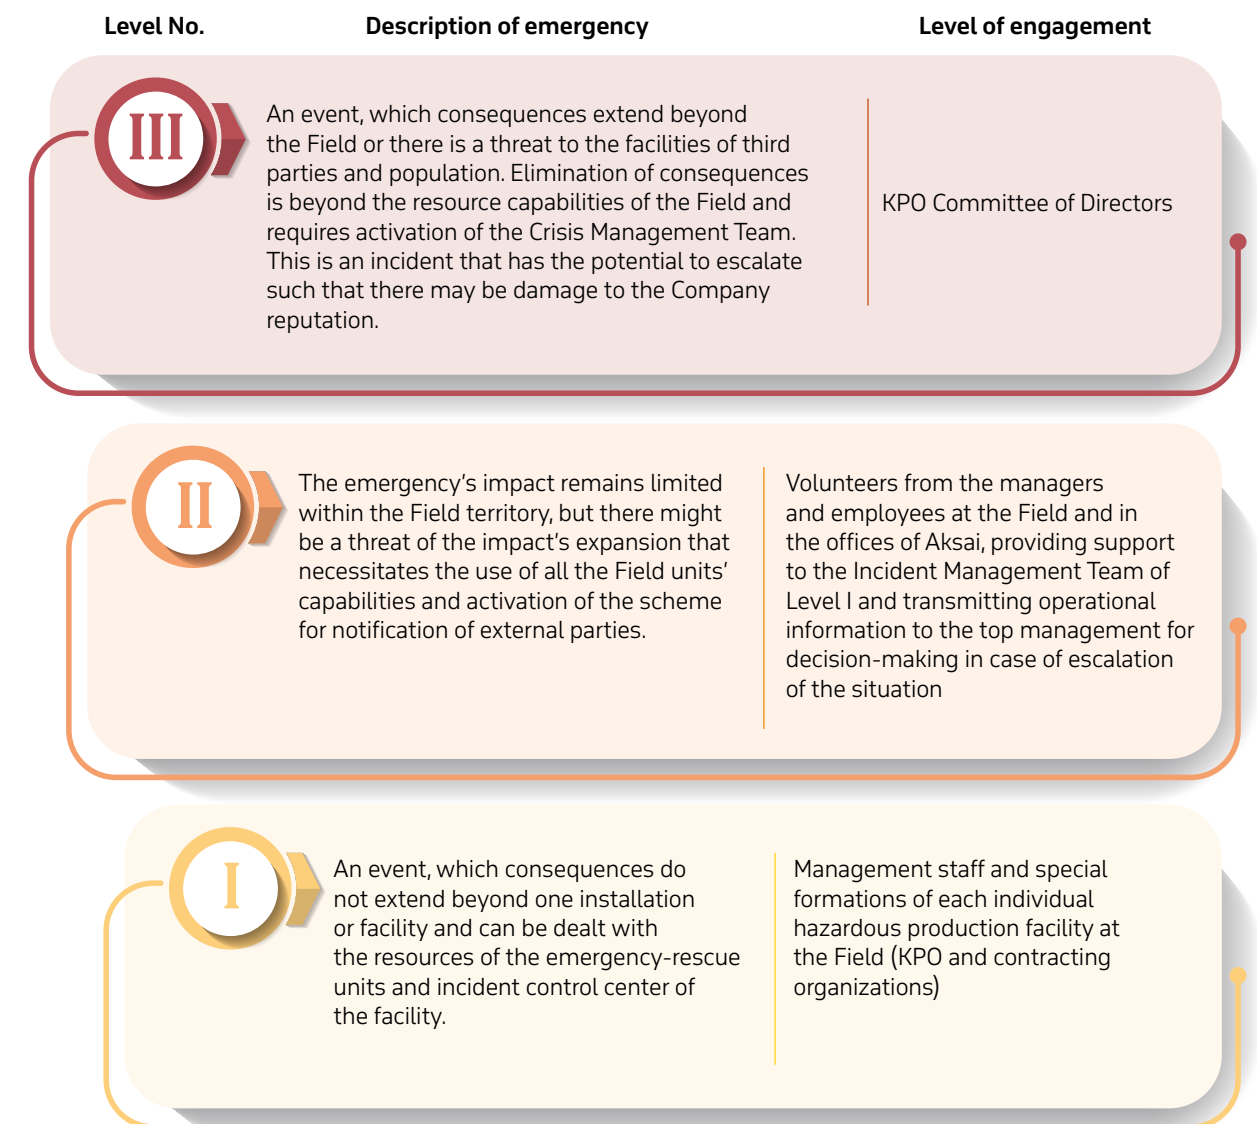 Level No.
Description of emergency
Level of engagement
III
An event, which consequences extend beyond
the Field or there is a threat to the facilities of third
parties and population. Elimination of consequences
is beyond the resource capabilities of the Field and
requires activation of the Crisis Management Team.
This is an incident that has the potential to escalate
such that there may be damage to the Company
reputation.
KPO Committee of Directors
II
The emergency's impact remains limited
within the Field territory, but there might
be a threat of the impact's expansion that
necessitates the use of all the Field units'
capabilities and activation of the scheme
for notification of external parties.
Volunteers from the managers
and employees at the Field and in
the offices of Aksai, providing support
to the Incident Management Team of
Level I and transmitting operational
information to the top management for
decision-making in case of escalation
of the situation
I
An event, which consequences do
not extend beyond one installation
or facility and can be dealt with
the resources of the emergency-rescue
units and incident control center of
the facility.
Management staff and special
formations of each individual
hazardous production facility at
the Field (KPO and contracting
organizations)